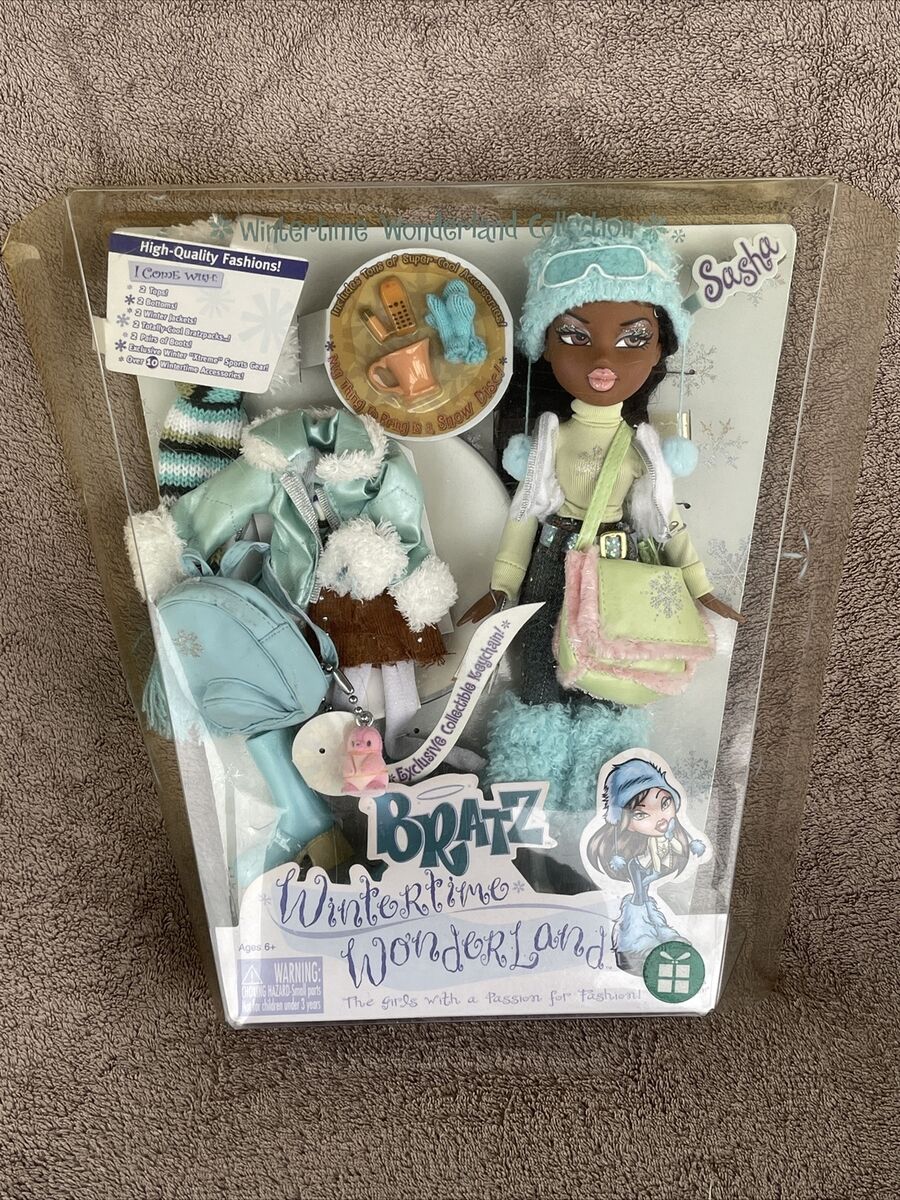 *Wintertime Wonderland Collection*
Sasha
High-Quality Fashions!
I COME WITH:
* 2 Tops!
* 2 Bottoms!
* 2 Winter Jackets!
* 2 Totally-Cool Bratzpacks...!
* 2 Pairs of Boots!
* Exclusive Winter "Xtreme" Sports Gear!
* Over 10 Wintertime Accessories!
Includes Tons of Super-Cool Accessories!
is a Snow Disc!
*Exclusive Collectible Keychain!*
BRATZ
*Wintertime*
Wonderland
Ages 6+
WARNING:
CHOKING HAZARD-Small parts
Not for children under 3 years
The Girls With a Passion for Fashion!